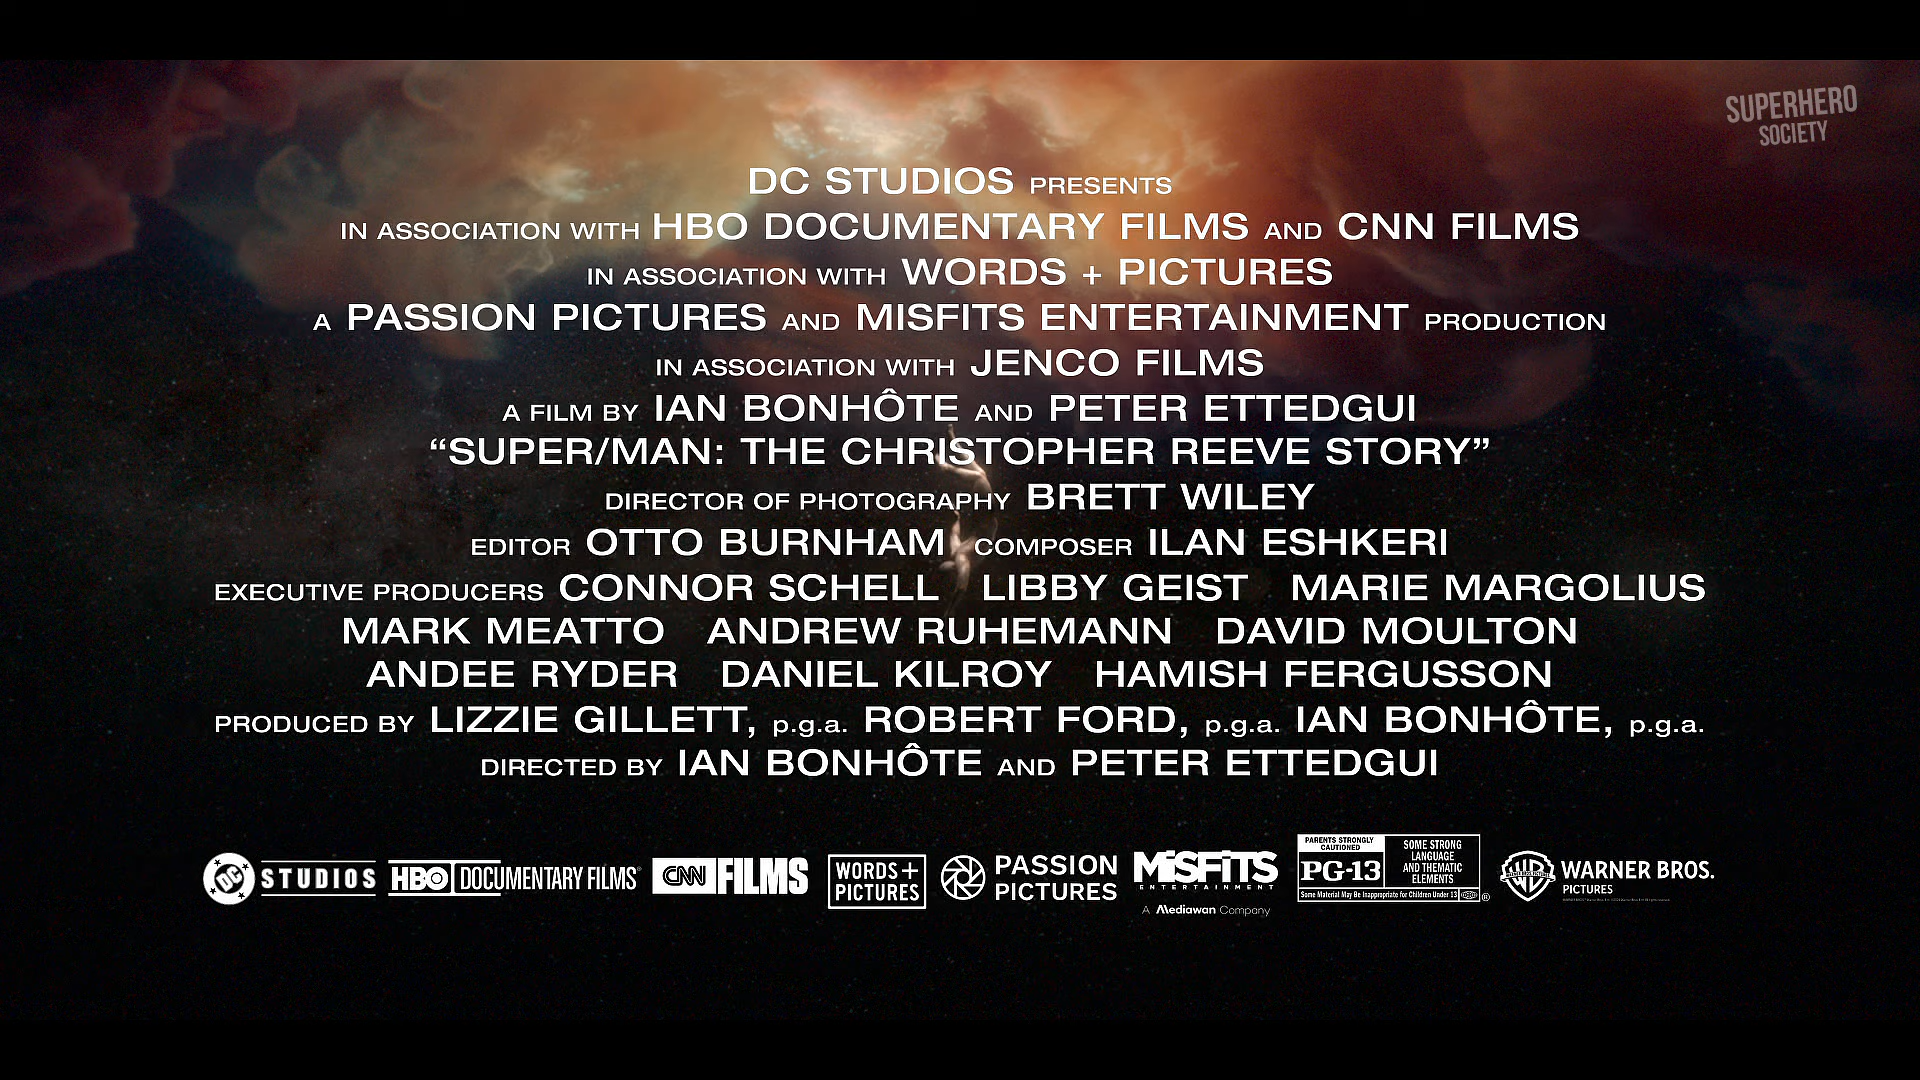 SUPERHERO
SOCIETY
DC STUDIOS PRESENTS
IN ASSOCIATION WITH HBO DOCUMENTARY FILMS AND CNN FILMS
IN ASSOCIATION WITH WORDS + PICTURES
A PASSION PICTURES AND MISFITS ENTERTAINMENT PRODUCTION
IN ASSOCIATION WITH JENCO FILMS
A FILM BY IAN BONHÔTE AND PETER ETTEDGUI
“SUPER/MAN: THE CHRISTOPHER REEVE STORY”
DIRECTOR OF PHOTOGRAPHY BRETT WILEY
EDITOR OTTO BURNHAM COMPOSER ILAN ESHKERI
EXECUTIVE PRODUCERS CONNOR SCHELL LIBBY GEIST MARIE MARGOLIUS
MARK MEATTO ANDREW RUHEMANN DAVID MOULTON
ANDEE RYDER DANIEL KILROY HAMISH FERGUSSON
PRODUCED BY LIZZIE GILLETT, p.g.a. ROBERT FORD, p.g.a. IAN BONHÔTE, p.g.a.
DIRECTED BY IAN BONHÔTE AND PETER ETTEDGUI
DC STUDIOS
HBO DOCUMENTARY FILMS
CNN FILMS
WORDS +
PICTURES
PASSION
PICTURES
MiSFiTS
ENTERTAINMENT
A Mediawan Company
PARENTS STRONGLY
CAUTIONED
PG-13
SOME STRONG
LANGUAGE
AND THEMATIC
ELEMENTS
Some Material May Be Inappropriate for Children Under 13
®
WB
WARNER BROS.
PICTURES